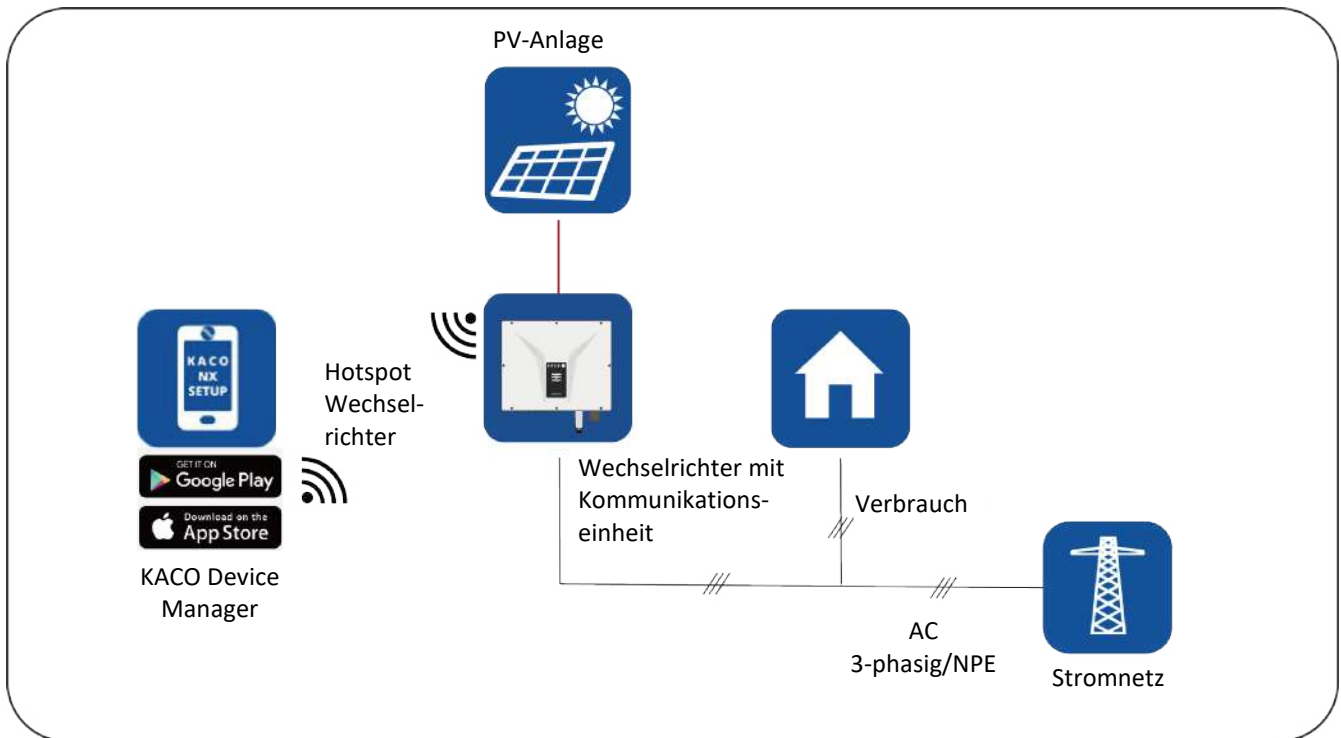 PV-Anlage
KACO
NX
SETUP
GET IT ON
Google Play
Download on the
App Store
KACO Device
Manager
Hotspot
Wechsel-
richter
Wechselrichter mit
Kommunikations-
einheit
Verbrauch
AC
3-phasig/NPE
Stromnetz